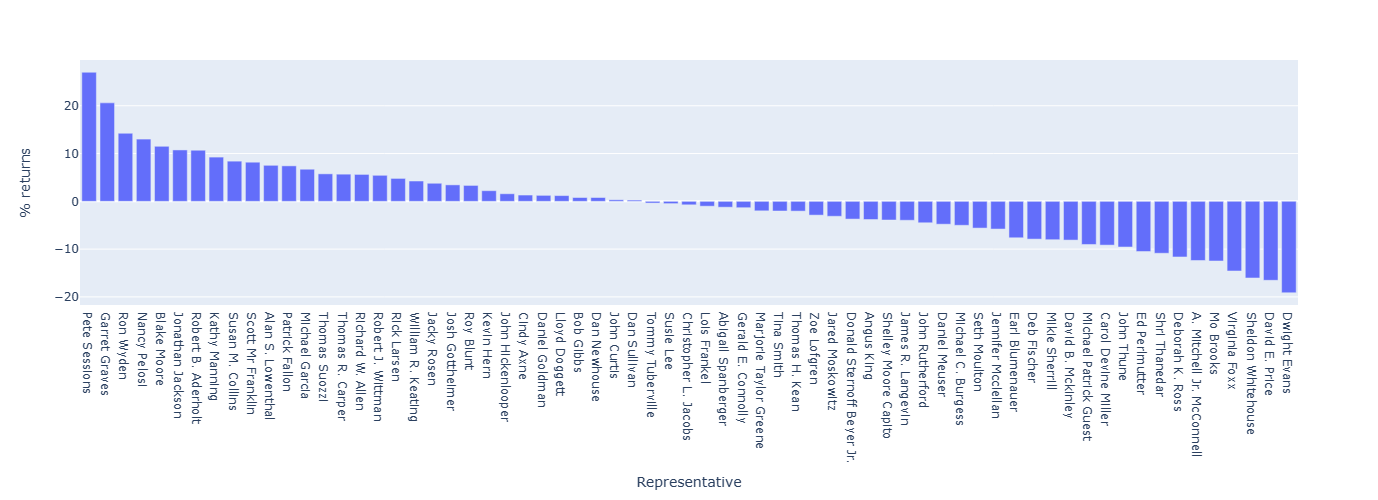 % returns
20
10
0
−10
−20
Pete Sessions
Garret Graves
Ron Wyden
Nancy Pelosi
Blake Moore
Jonathan Jackson
Robert B. Aderholt
Kathy Manning
Susan M. Collins
Scott Mr Franklin
Alan S. Lowenthal
Patrick Fallon
Michael Garcia
Thomas Suozzi
Thomas R. Carper
Richard W. Allen
Robert J. Wittman
Rick Larsen
William R. Keating
Jacky Rosen
Josh Gottheimer
Roy Blunt
Kevin Hern
John Hickenlooper
Cindy Axne
Daniel Goldman
Lloyd Doggett
Bob Gibbs
Dan Newhouse
John Curtis
Dan Sullivan
Tommy Tuberville
Susie Lee
Christopher L. Jacobs
Lois Frankel
Abigail Spanberger
Gerald E. Connolly
Marjorie Taylor Greene
Tina Smith
Thomas H. Kean
Zoe Lofgren
Jared Moskowitz
Donald Sternoff Beyer Jr.
Angus King
Shelley Moore Capito
James R. Langevin
John Rutherford
Daniel Meuser
Michael C. Burgess
Seth Moulton
Jennifer Mcclellan
Earl Blumenauer
Deb Fischer
Mikie Sherrill
David B. Mckinley
Michael Patrick Guest
Carol Devine Miller
John Thune
Ed Perlmutter
Shri Thanedar
Deborah K. Ross
A. Mitchell Jr. McConnell
Mo Brooks
Virginia Foxx
Sheldon Whitehouse
David E. Price
Dwight Evans
Representative